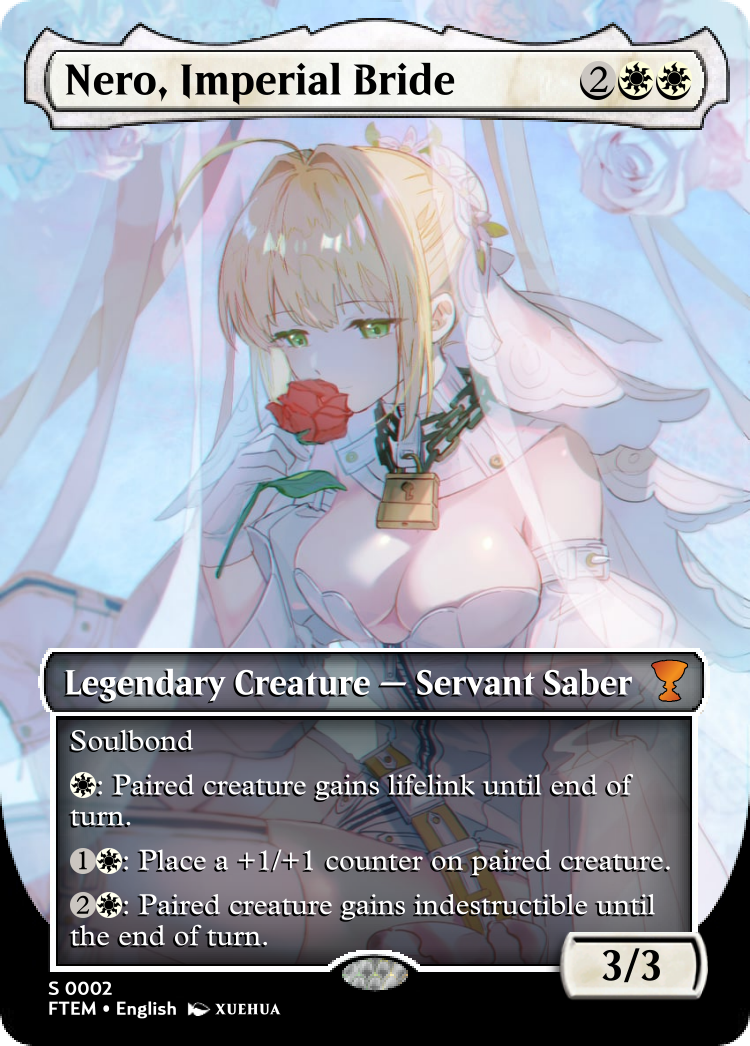 Nero, Imperial Bride 2
Legendary Creature — Servant Saber
Soulbond
: Paired creature gains lifelink until end of
turn.
1: Place a +1/+1 counter on paired creature.
2: Paired creature gains indestructible until
the end of turn.
3/3
S 0002
FTEM • English XUEHUA